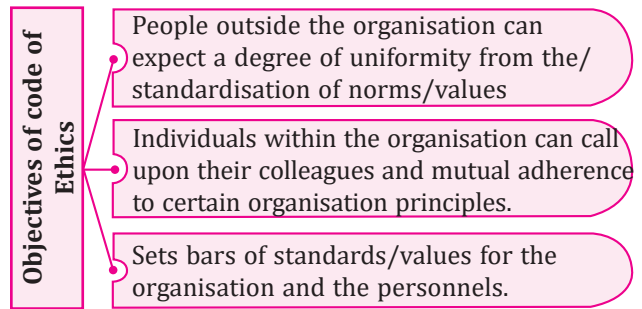 Objectives of code of
Ethics
People outside the organisation can
expect a degree of uniformity from the/
standardisation of norms/values
Individuals within the organisation can call
upon their colleagues and mutual adherence
to certain organisation principles.
Sets bars of standards/values for the
organisation and the personnels.